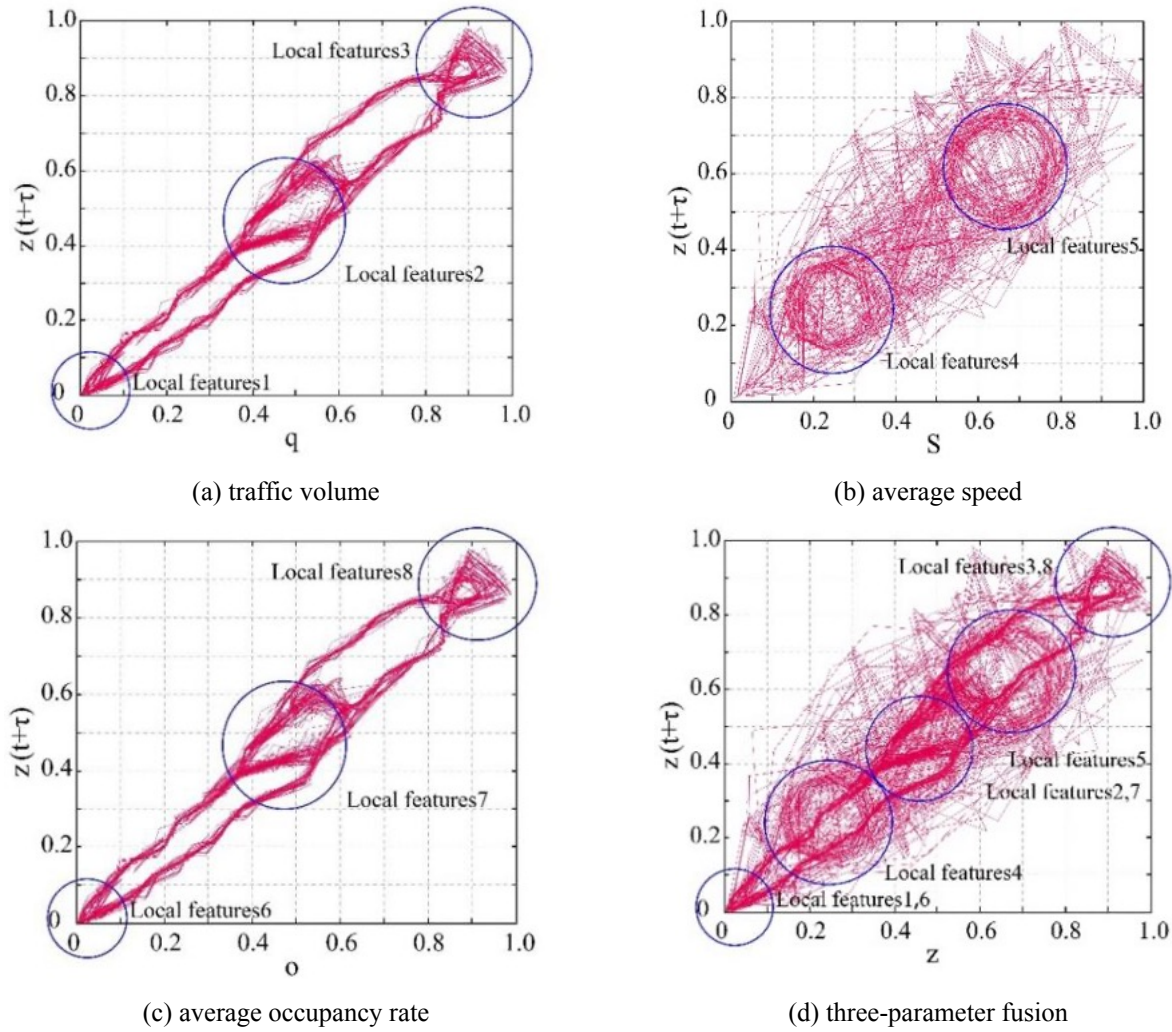 1.0
0.8
0.6
0.4
0.2
0
z(t+τ)
Local features3
Local features2
Local features1
0 0.2 0.4 0.6 0.8 1.0
q
(a) traffic volume
1.0
0.8
0.6
0.4
0.2
0
z(t+τ)
Local features5
Local features4
0 0.2 0.4 0.6 0.8 1.0
S
(b) average speed
1.0
0.8
0.6
0.4
0.2
0
z(t+τ)
Local features8
Local features7
Local features6
0 0.2 0.4 0.6 0.8 1.0
o
(c) average occupancy rate
1.0
0.8
0.6
0.4
0.2
0
z(t+τ)
Local features3,8
Local features5
Local features2,7
Local features4
Local features1,6
0 0.2 0.4 0.6 0.8 1.0
z
(d) three-parameter fusion